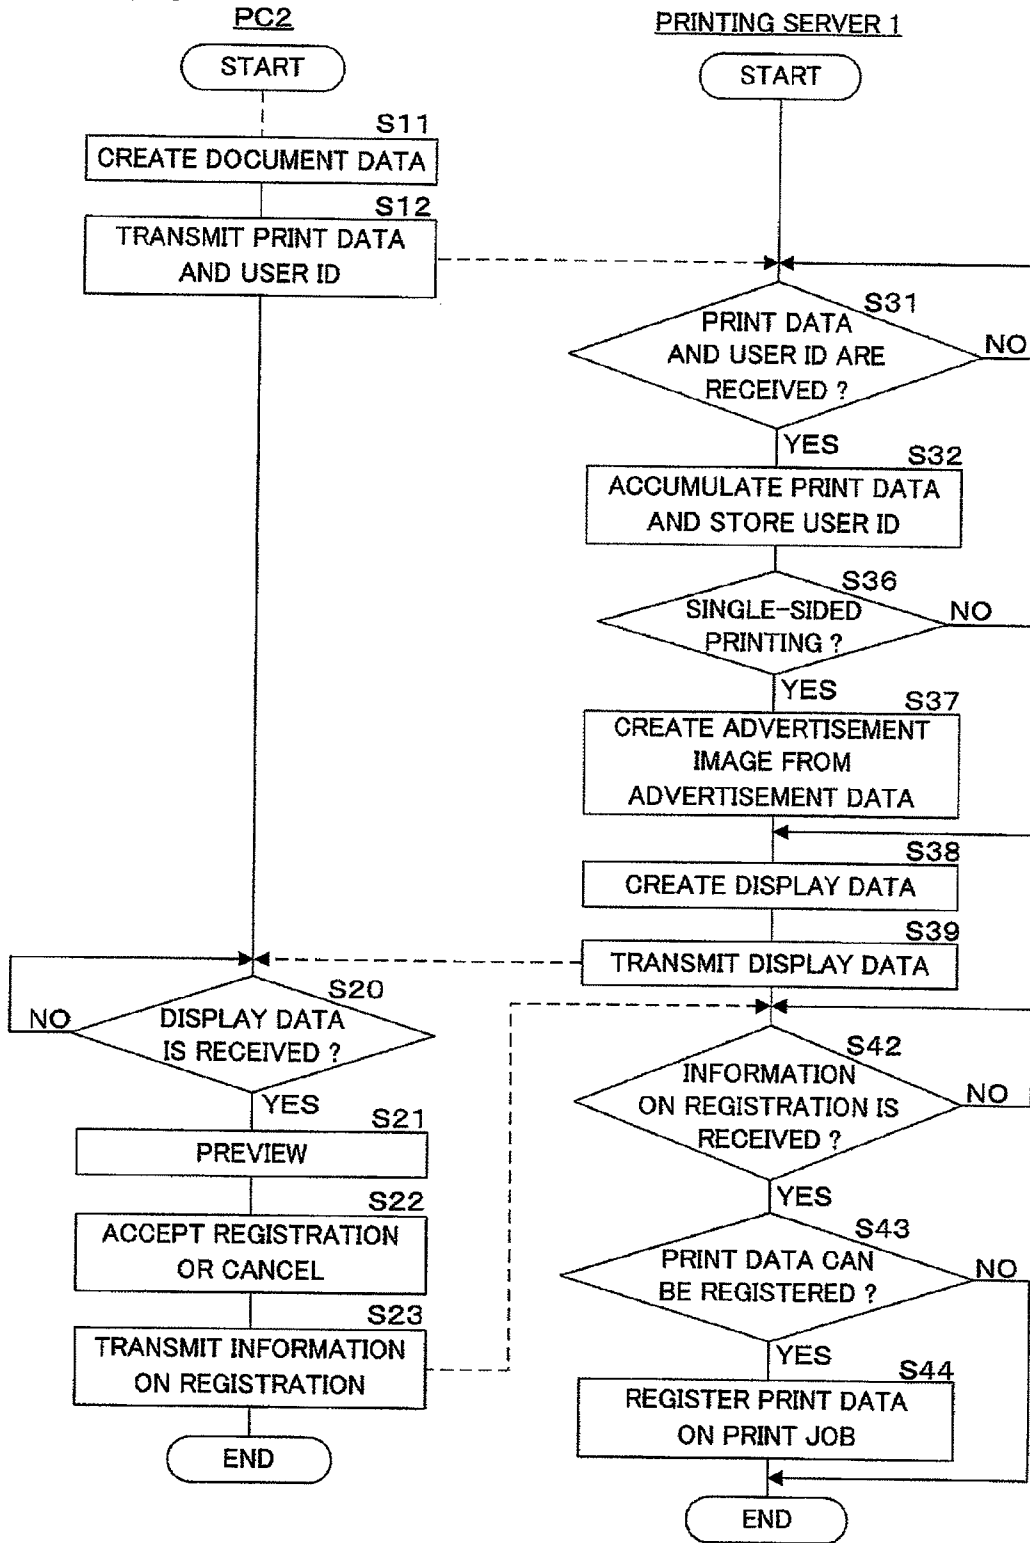 PC2
START
S11
CREATE DOCUMENT DATA
S12
TRANSMIT PRINT DATA
AND USER ID
S20
DISPLAY DATA
IS RECEIVED ?
NO
YES
S21
PREVIEW
S22
ACCEPT REGISTRATION
OR CANCEL
S23
TRANSMIT INFORMATION
ON REGISTRATION
END
PRINTING SERVER 1
START
S31
PRINT DATA
AND USER ID ARE
RECEIVED ?
NO
YES
S32
ACCUMULATE PRINT DATA
AND STORE USER ID
S36
SINGLE-SIDED
PRINTING ?
NO
YES
S37
CREATE ADVERTISEMENT
IMAGE FROM
ADVERTISEMENT DATA
S38
CREATE DISPLAY DATA
S39
TRANSMIT DISPLAY DATA
S42
INFORMATION
ON REGISTRATION IS
RECEIVED ?
NO
YES
S43
PRINT DATA CAN
BE REGISTERED ?
NO
YES
S44
REGISTER PRINT DATA
ON PRINT JOB
END